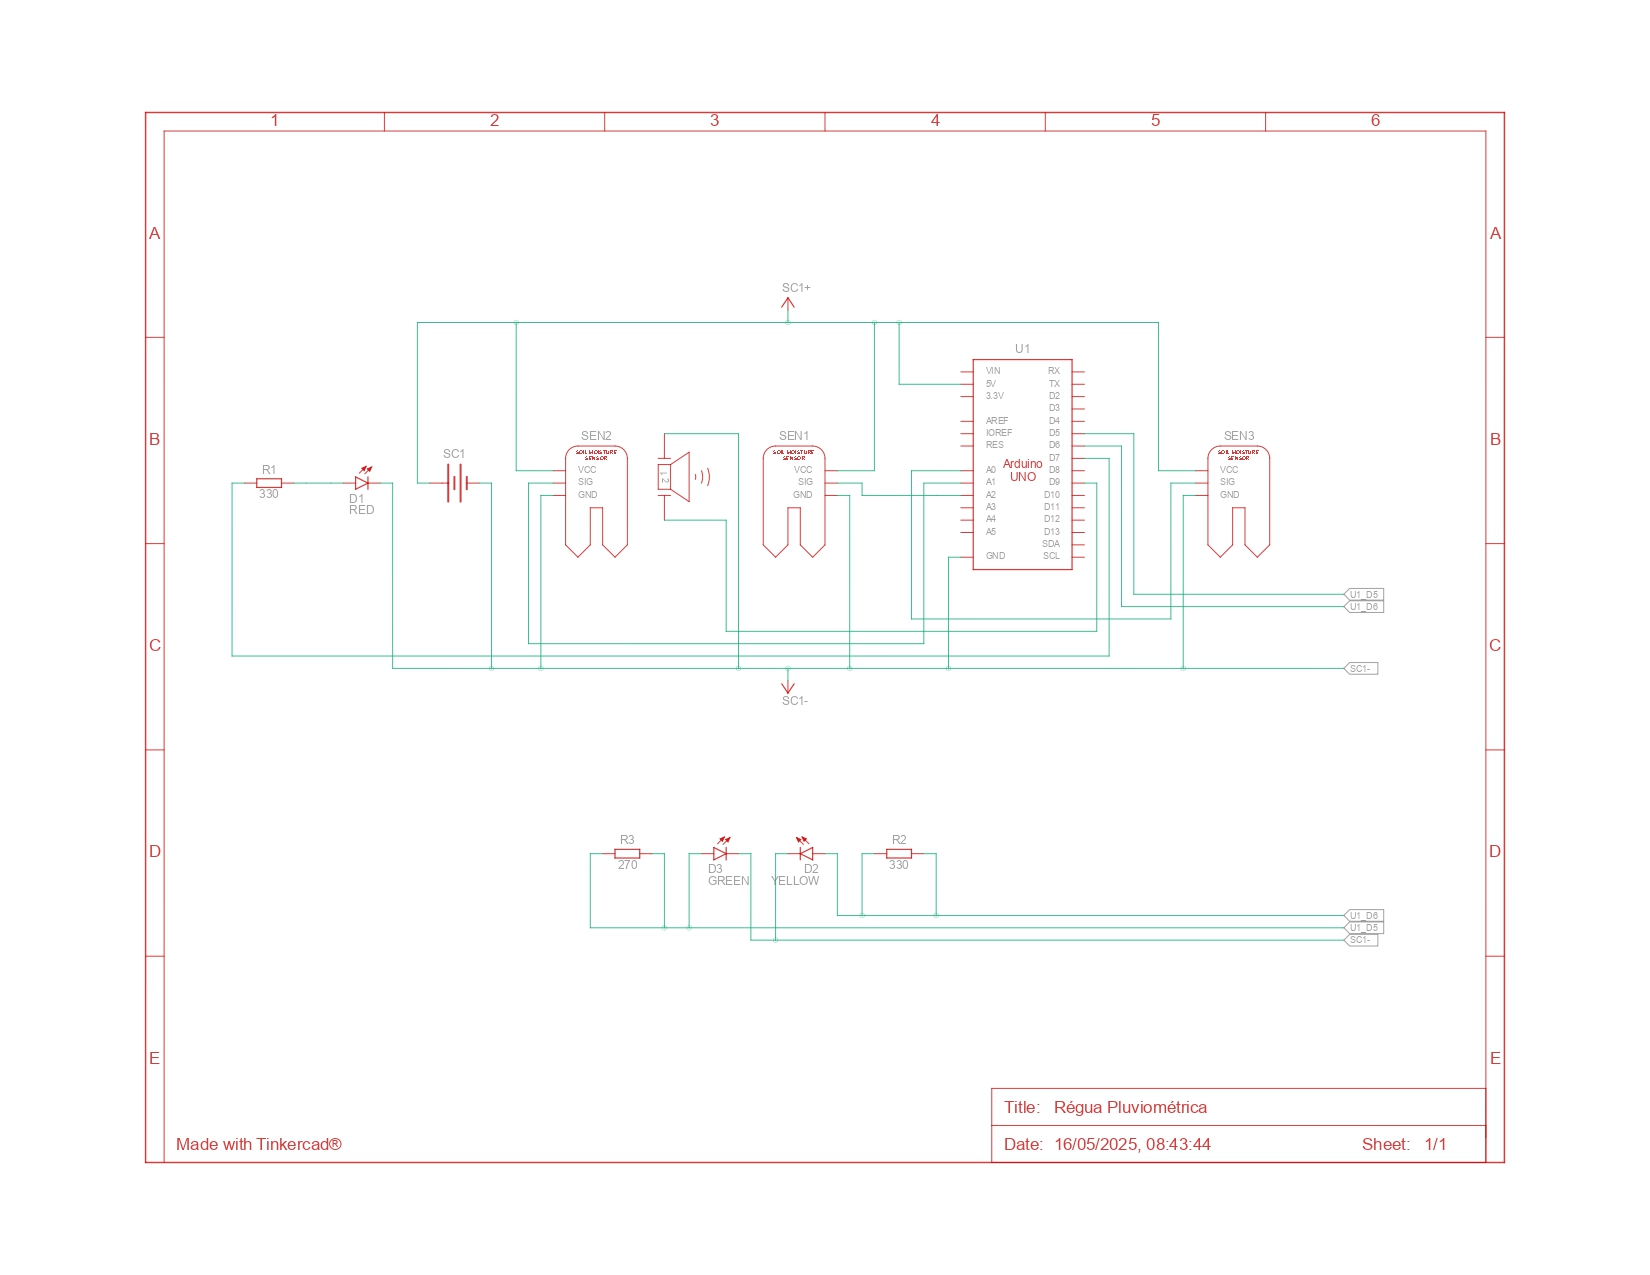 1 2 3 4 5 6
A A
SC1+
B B
U1
VIN RX
5V TX
3.3V D2
D3
AREF D4
IOREF D5
RES D6
D7
A0 D8
A1 D9
A2 D10
A3 D11
A4 D12
A5 D13
SDA
GND SCL
Arduino
UNO
R1
330
D1
RED
SC1
SEN2
SOIL MOISTURE
SENSOR
VCC
SIG
GND
1 2
SEN1
SOIL MOISTURE
SENSOR
VCC
SIG
GND
SEN3
SOIL MOISTURE
SENSOR
VCC
SIG
GND
U1_D5
U1_D6
C C
SC1-
SC1-
D D
R3
270
D3
GREEN
D2
YELLOW
R2
330
U1_D6
U1_D5
SC1-
E E
Title: Régua Pluviométrica
Date: 16/05/2025, 08:43:44 Sheet: 1/1
Made with Tinkercad®